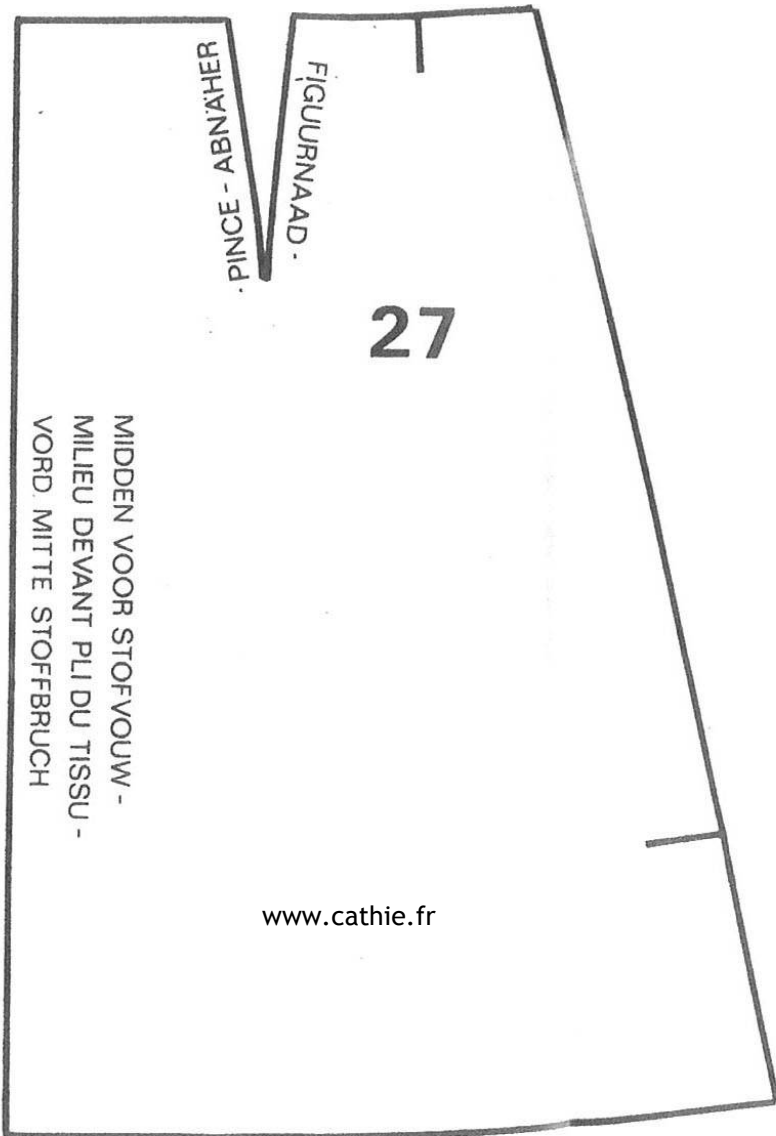 FIGUURNAAD -
- PINCE - ABNÄHER
27
MIDDEN VOOR STOFVOUW -
MILIEU DEVANT PLI DU TISSU -
VORD. MITTE STOFFBRUCH
www.cathie.fr